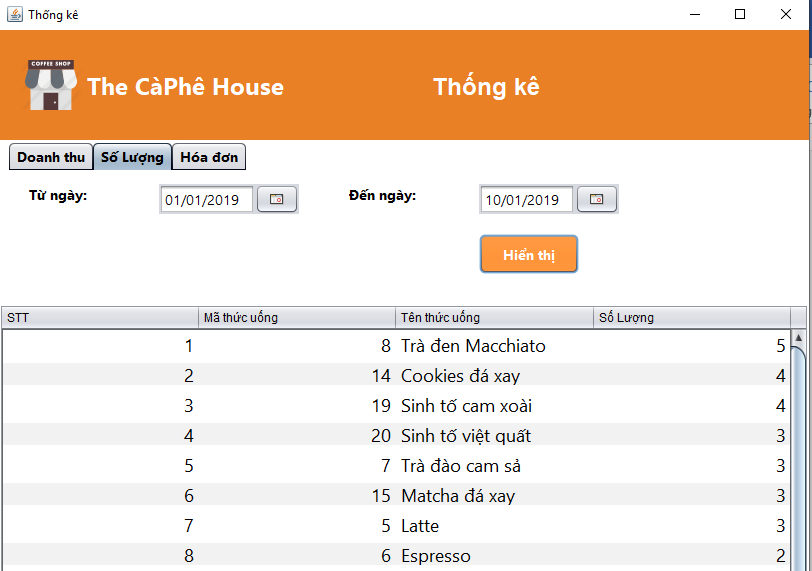 Thống kê
COFFEE SHOP
The CàPhê House Thống kê
Doanh thu Số Lượng Hóa đơn
Từ ngày: 01/01/2019 Đến ngày: 10/01/2019
Hiển thị
STT Mã thức uống Tên thức uống Số Lượng
1 8 Trà đen Macchiato 5
2 14 Cookies đá xay 4
3 19 Sinh tố cam xoài 4
4 20 Sinh tố việt quất 3
5 7 Trà đào cam sả 3
6 15 Matcha đá xay 3
7 5 Latte 3
8 6 Espresso 2